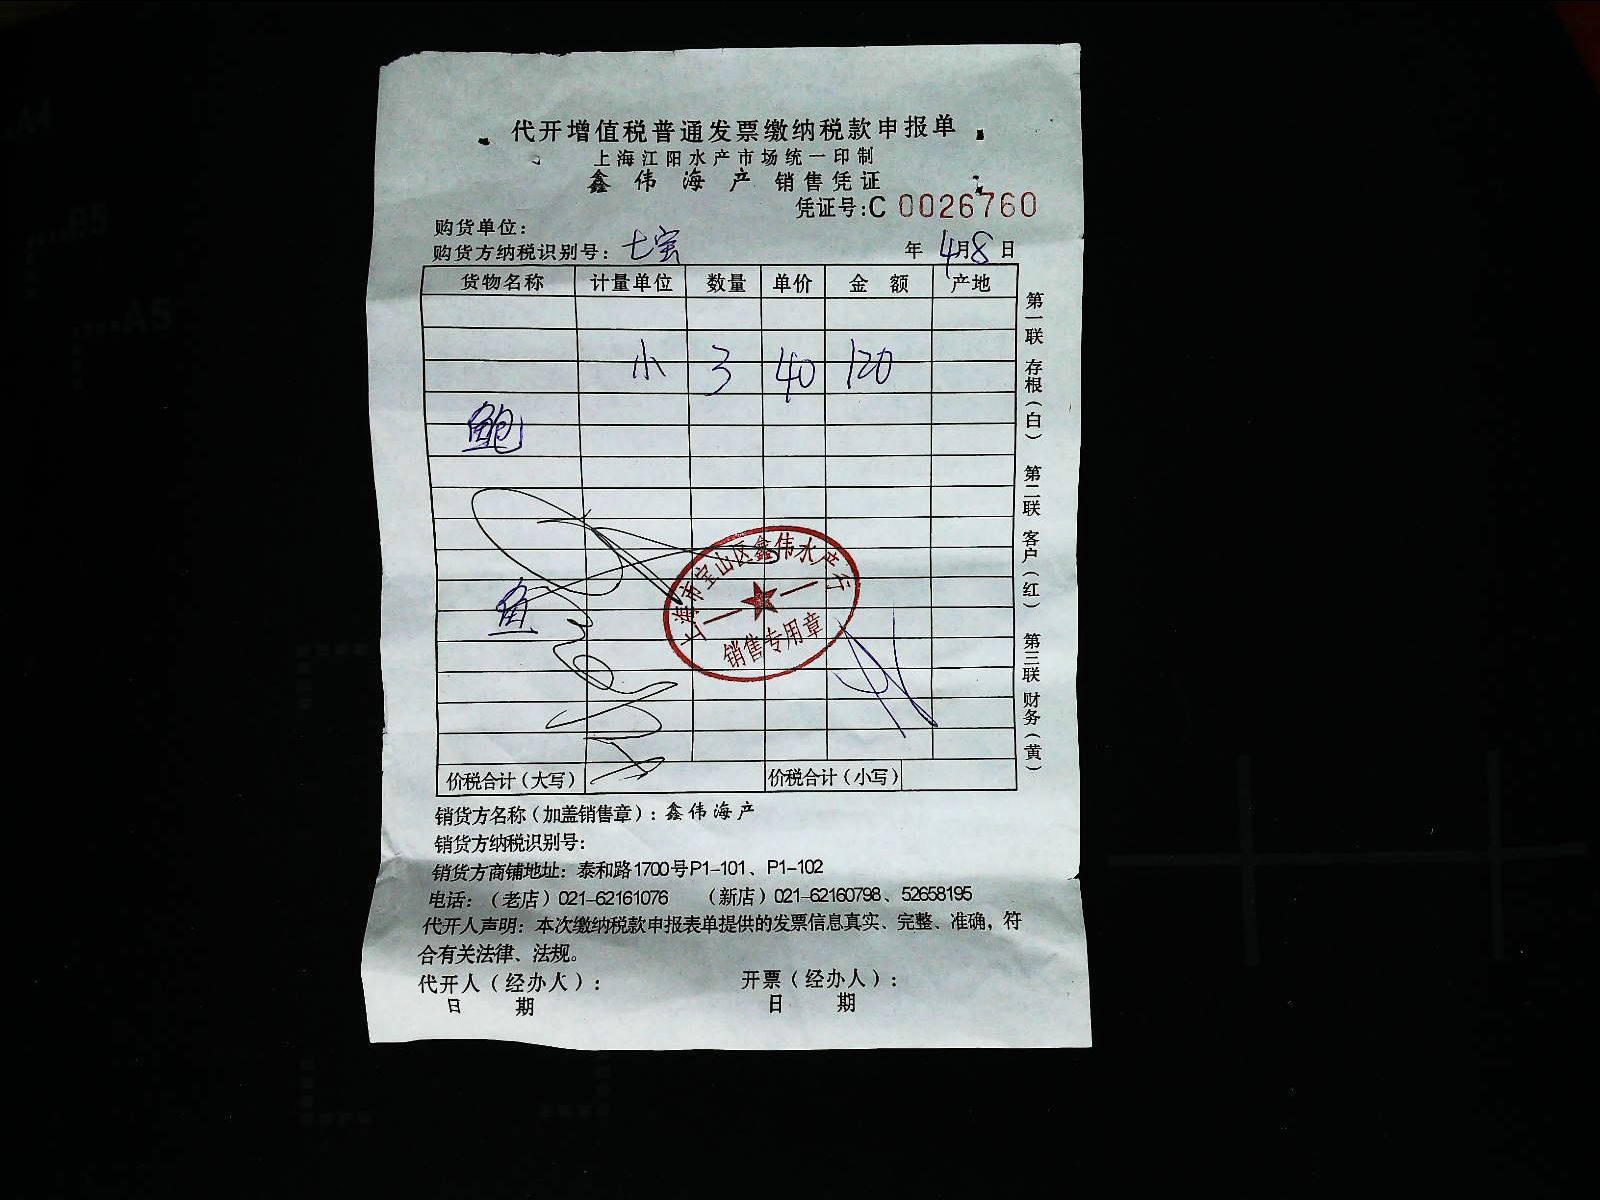 代开增值税普通发票缴纳税款申报单
上海江阳水产市场统一印制
鑫伟海产 销售凭证
凭证号:C 0026760
购货单位:
购货方纳税识别号: 七宝 年 4月8日
货物名称 计量单位 数量 单价 金额 产地
小 3 40 120
鲍
鱼
上海市宝山区鑫伟水产行
销售专用章
价税合计(大写) 价税合计(小写)
第一联 存根(白) 第二联 客户(红) 第三联 财务(黄)
销货方名称(加盖销售章): 鑫伟海产
销货方纳税识别号:
销货方商铺地址: 泰和路1700号P1-101、P1-102
电话:(老店)021-62161076 (新店)021-62160798、52658195
代开人声明: 本次缴纳税款申报表单提供的发票信息真实、完整、准确, 符
合有关法律、法规。
代开人(经办人): 开票(经办人):
日 期 日 期